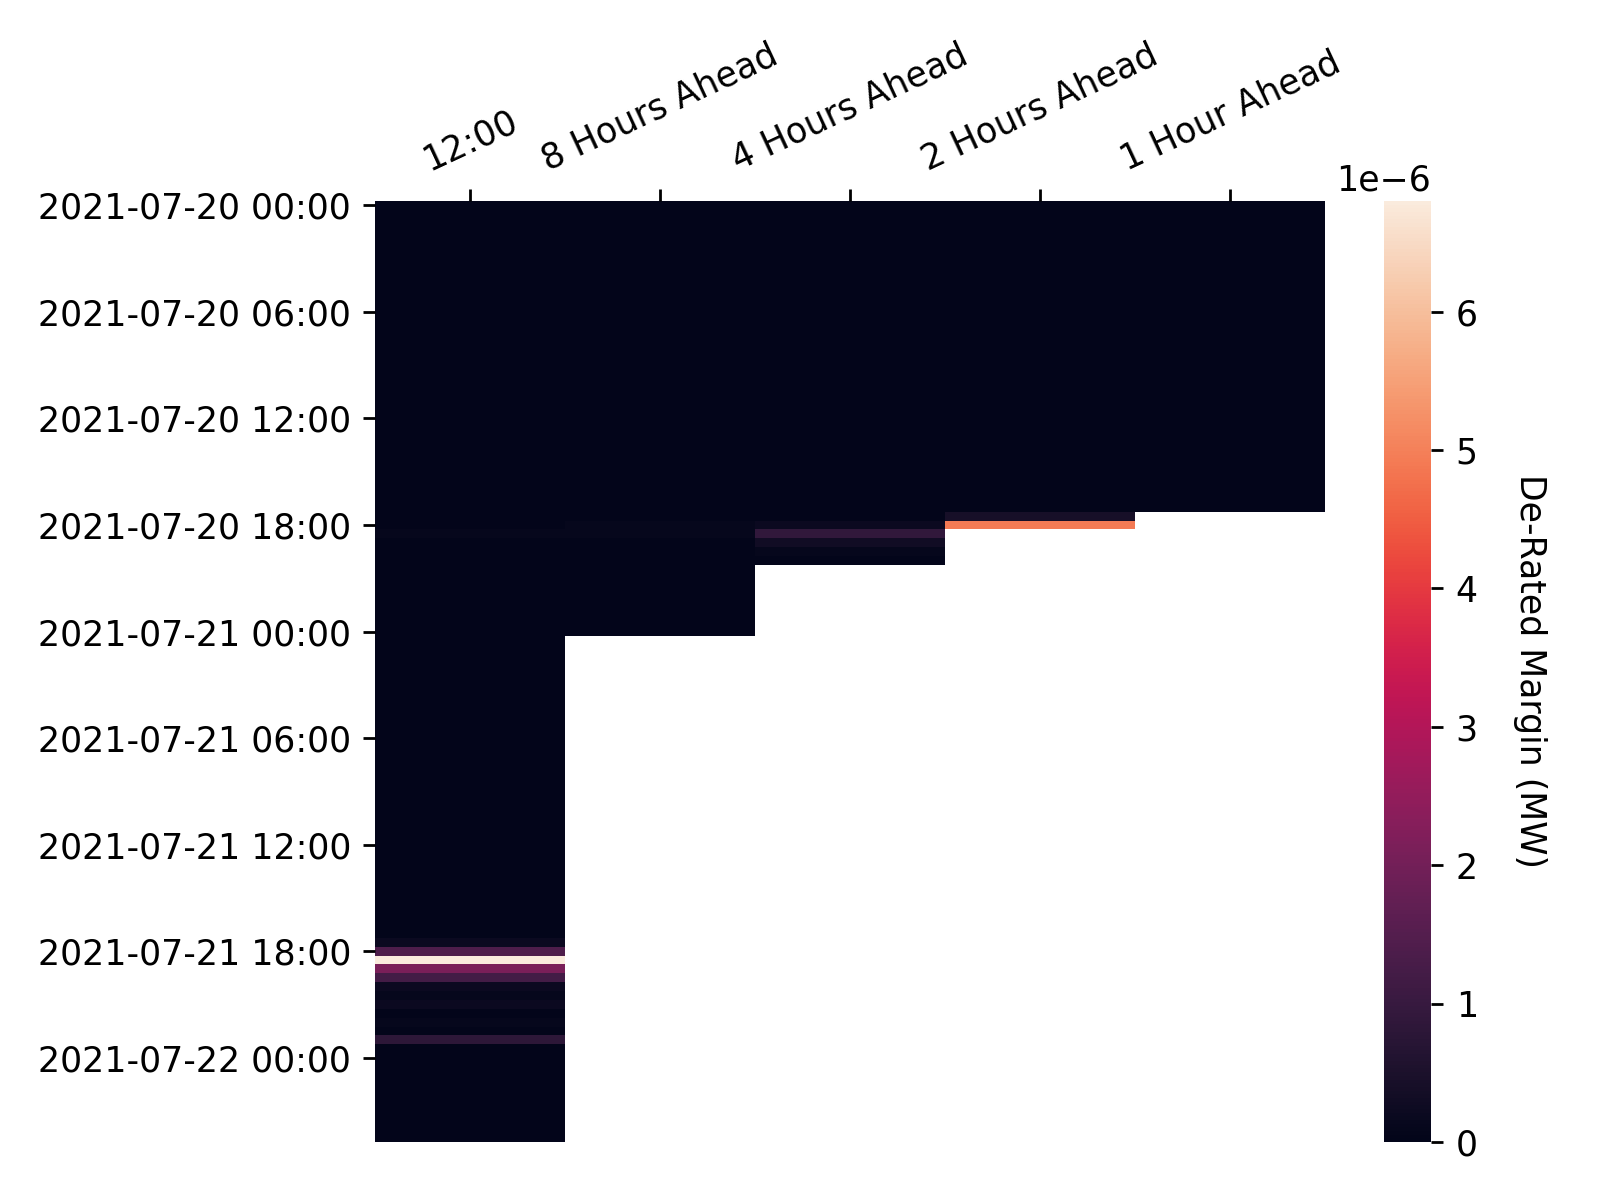 12:00
8 Hours Ahead
4 Hours Ahead
2 Hours Ahead
1 Hour Ahead
1e−6
2021-07-20 00:00
2021-07-20 06:00
2021-07-20 12:00
2021-07-20 18:00
2021-07-21 00:00
2021-07-21 06:00
2021-07-21 12:00
2021-07-21 18:00
2021-07-22 00:00
6
5
4
3
2
1
0
De-Rated Margin (MW)